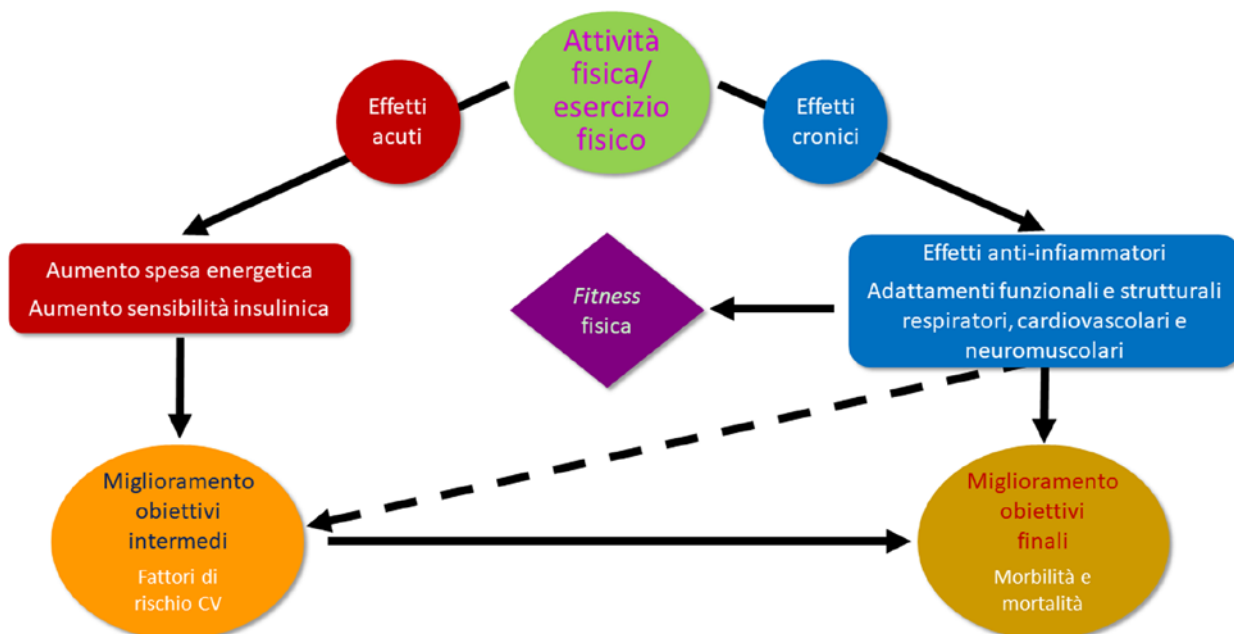 Attività
fisica/
esercizio
fisico
Effetti
acuti
Effetti
cronici
Aumento spesa energetica
Aumento sensibilità insulinica
Fitness
fisica
Effetti anti-infiammatori
Adattamenti funzionali e strutturali
respiratori, cardiovascolari e
neuromuscolari
Miglioramento
obiettivi
intermedi
Fattori di
rischio CV
Miglioramento
obiettivi
finali
Morbilità e
mortalità